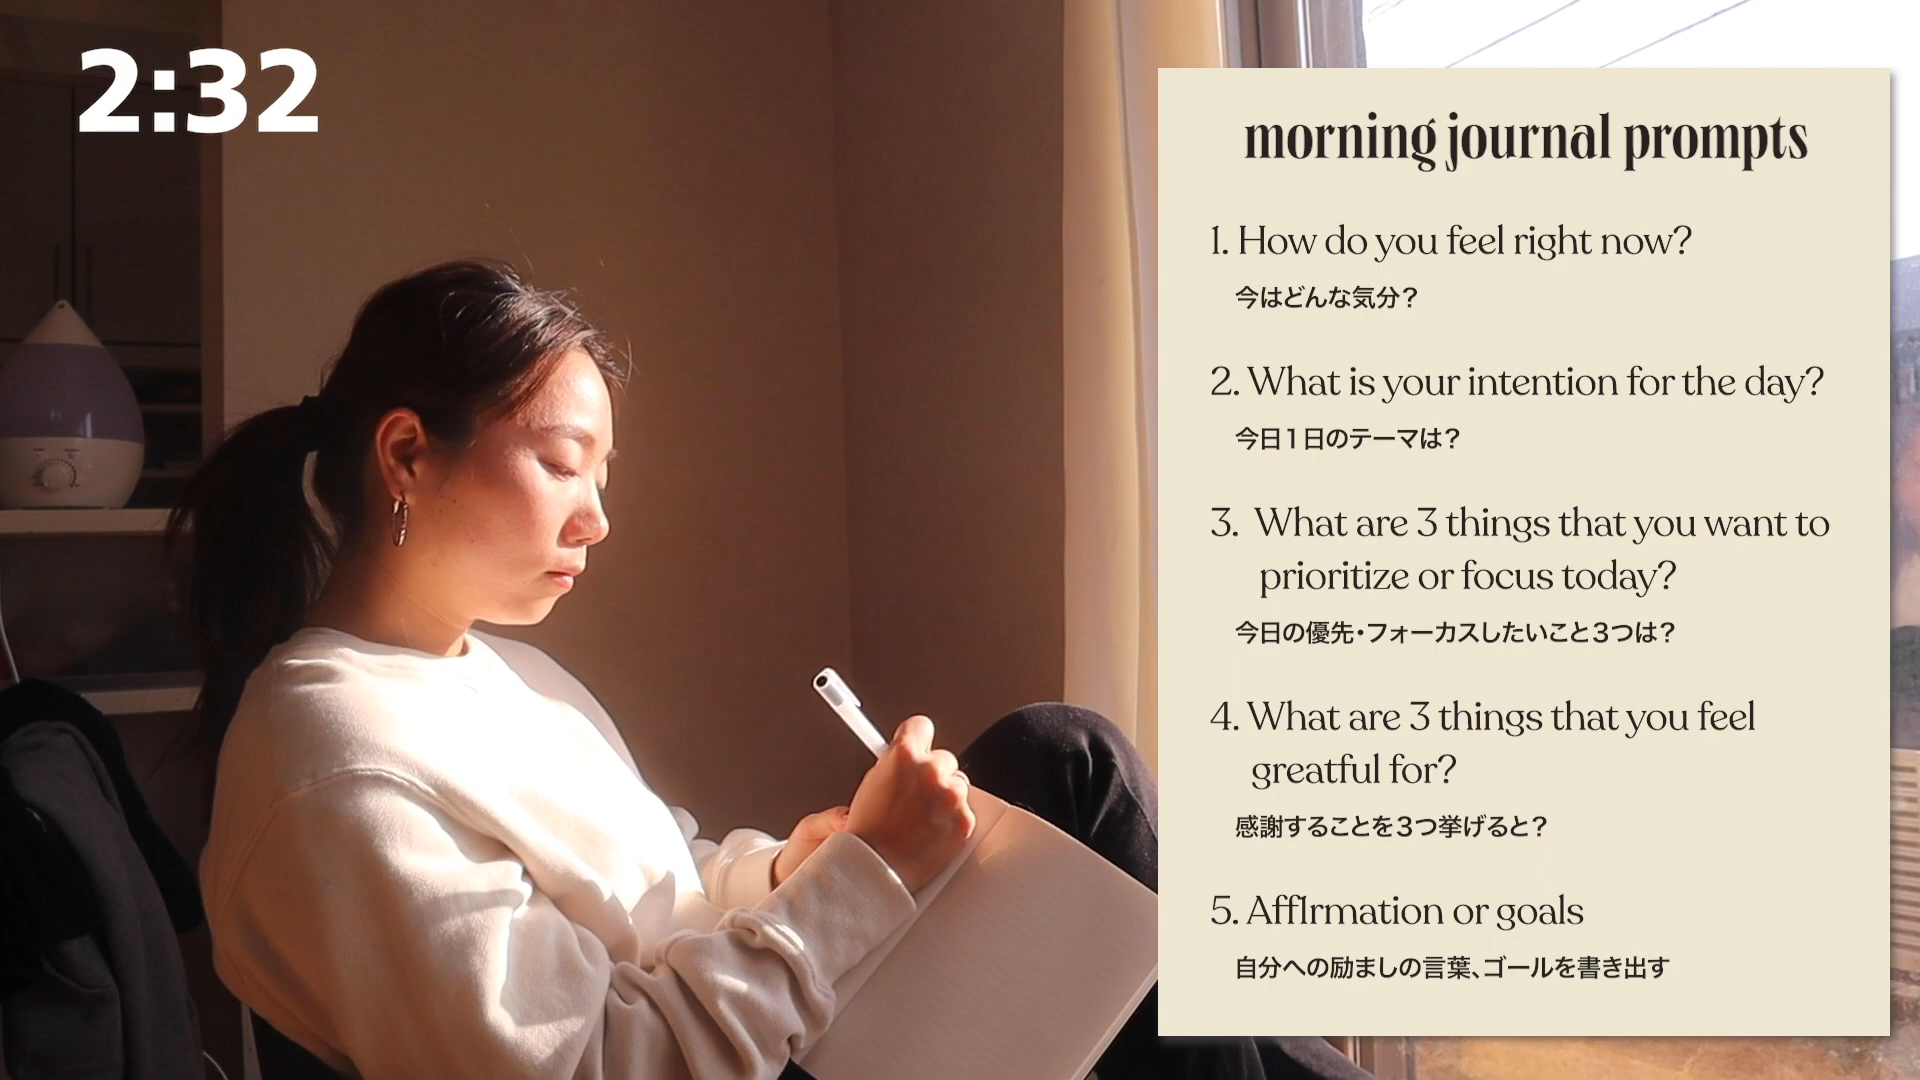 2:32
morning journal prompts
1. How do you feel right now?
今はどんな気分？
2. What is your intention for the day?
今日1日のテーマは？
3. What are 3 things that you want to
prioritize or focus today?
今日の優先・フォーカスしたいこと3つは？
4. What are 3 things that you feel
greatful for?
感謝することを3つ挙げると？
5. AffIrmation or goals
自分への励ましの言葉、ゴールを書き出す